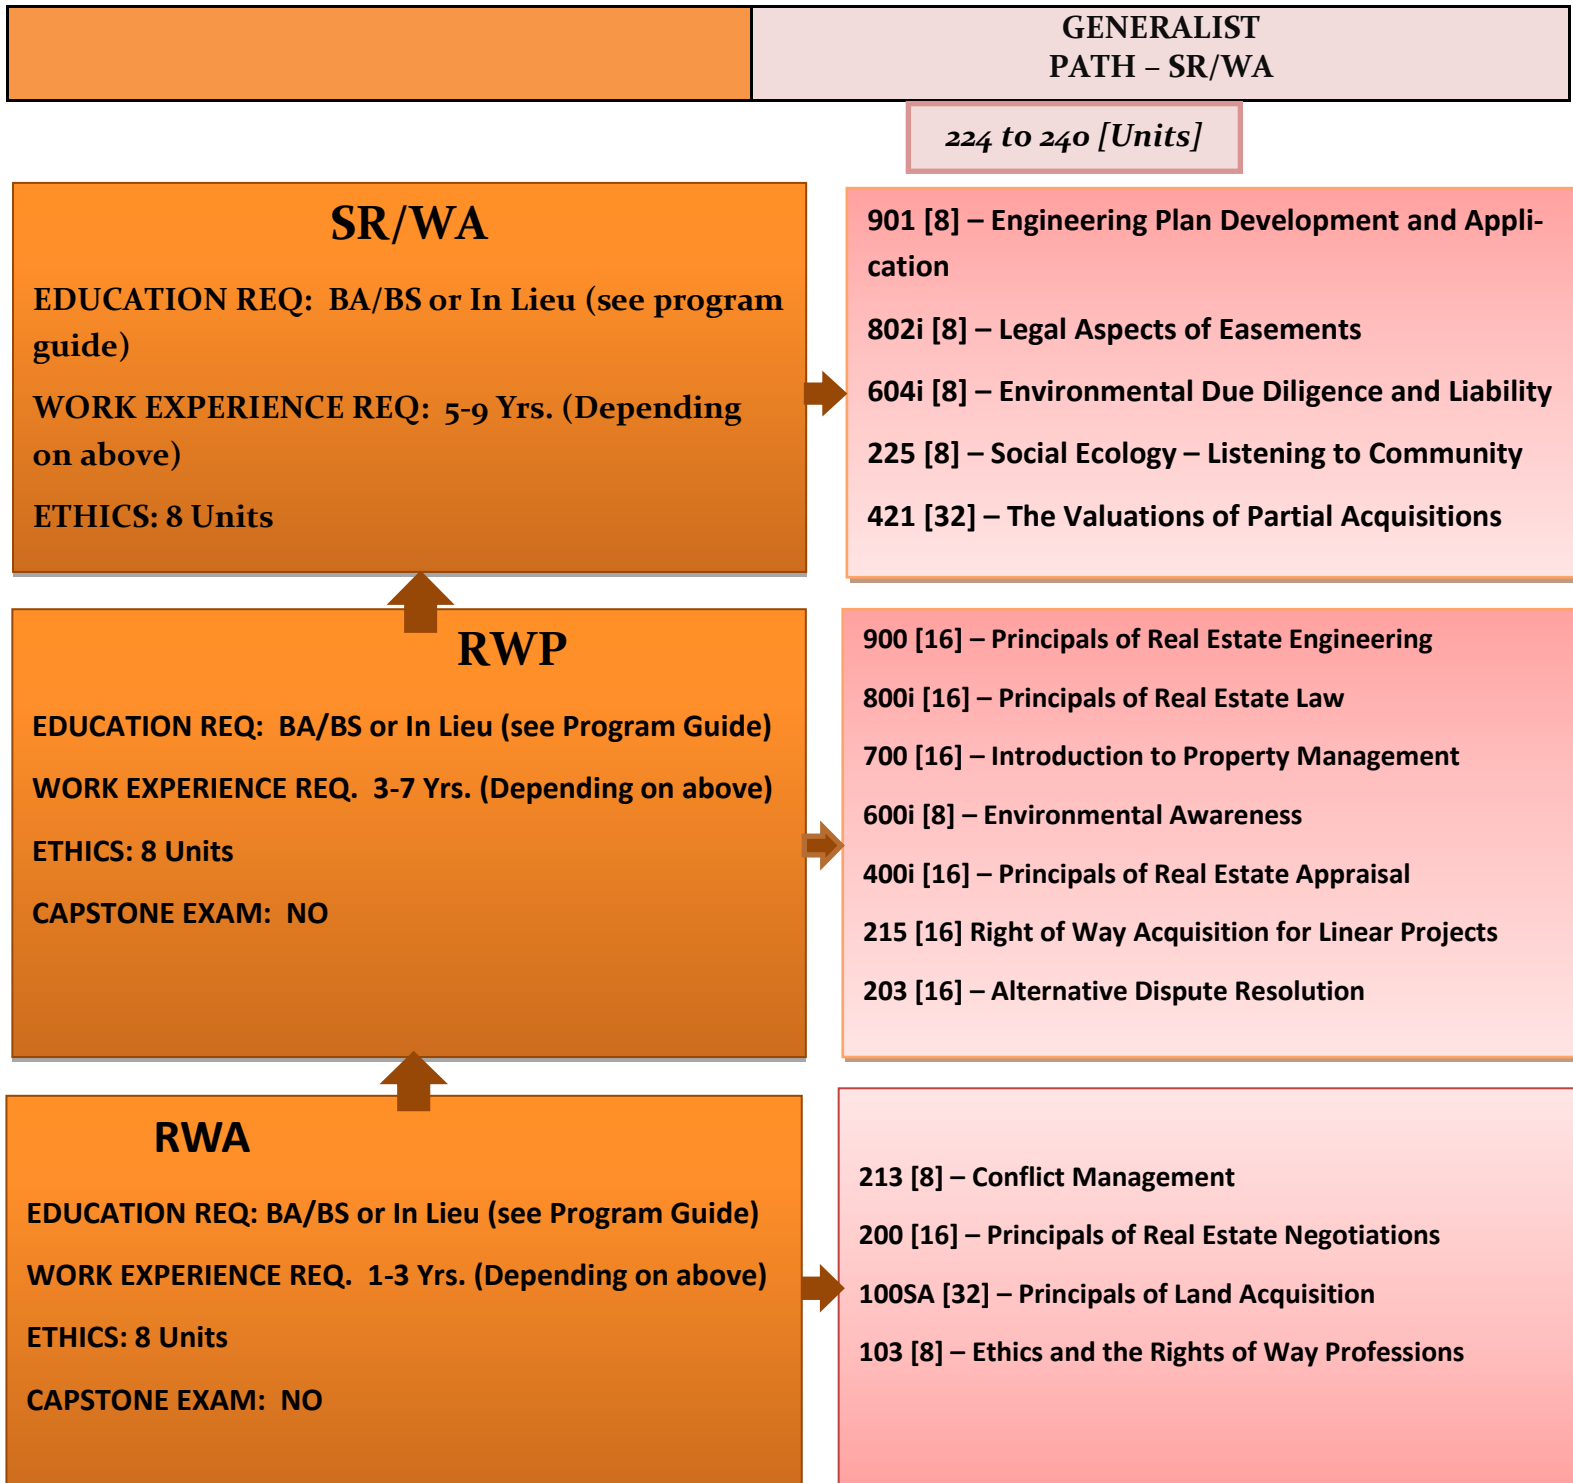 GENERALIST
PATH – SR/WA
224 to 240 [Units]
SR/WA
EDUCATION REQ:  BA/BS or In Lieu (see program
guide)
WORK EXPERIENCE REQ:  5-9 Yrs. (Depending
on above)
ETHICS: 8 Units
901 [8] – Engineering Plan Development and Appli-
cation
802i [8] – Legal Aspects of Easements
604i [8] – Environmental Due Diligence and Liability
225 [8] – Social Ecology – Listening to Community
421 [32] – The Valuations of Partial Acquisitions
RWP
EDUCATION REQ:  BA/BS or In Lieu (see Program Guide)
WORK EXPERIENCE REQ.  3-7 Yrs. (Depending on above)
ETHICS: 8 Units
CAPSTONE EXAM:  NO
900 [16] – Principals of Real Estate Engineering
800i [16] – Principals of Real Estate Law
700 [16] – Introduction to Property Management
600i [8] – Environmental Awareness
400i [16] – Principals of Real Estate Appraisal
215 [16] Right of Way Acquisition for Linear Projects
203 [16] – Alternative Dispute Resolution
RWA
EDUCATION REQ: BA/BS or In Lieu (see Program Guide)
WORK EXPERIENCE REQ.  1-3 Yrs. (Depending on above)
ETHICS: 8 Units
CAPSTONE EXAM:  NO
213 [8] – Conflict Management
200 [16] – Principals of Real Estate Negotiations
100SA [32] – Principals of Land Acquisition
103 [8] – Ethics and the Rights of Way Professions